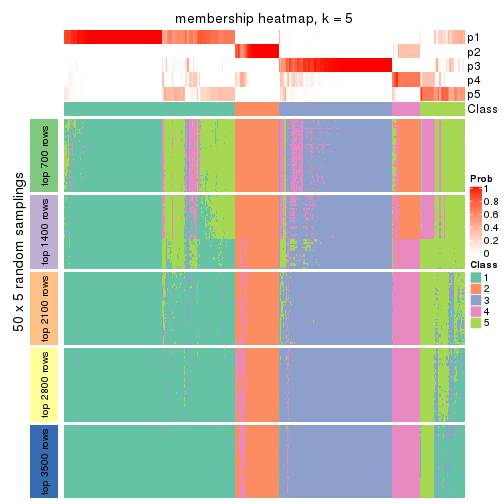 membership heatmap, k = 5
p1
p2
p3
p4
p5
Class
50 x 5 random samplings
top 700 rows
top 1400 rows
top 2100 rows
top 2800 rows
top 3500 rows
Prob
1
0.8
0.6
0.4
0.2
0
Class
1
2
3
4
5